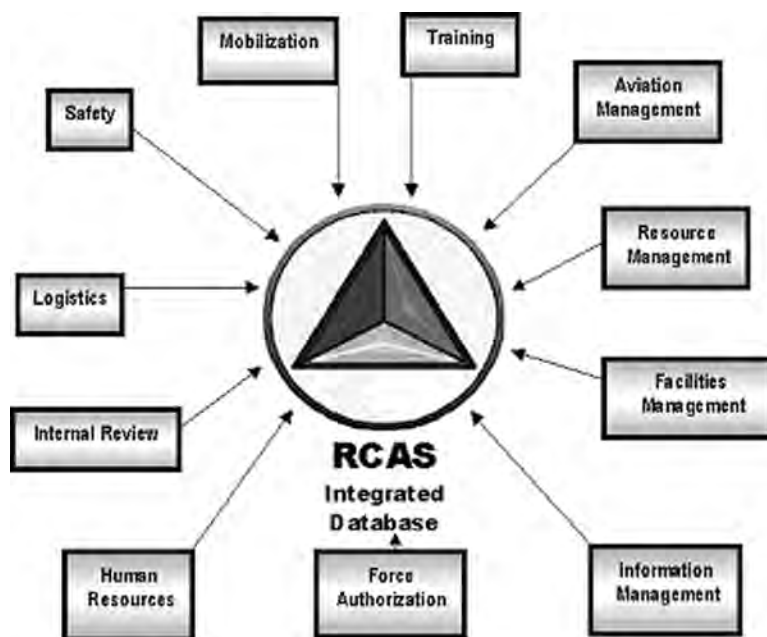 Mobilization
Training
Aviation
Management
Safety
Resource
Management
Logistics
Facilities
Management
Internal Review
RCAS
Integrated
Database
Human
Resources
Force
Authorization
Information
Management